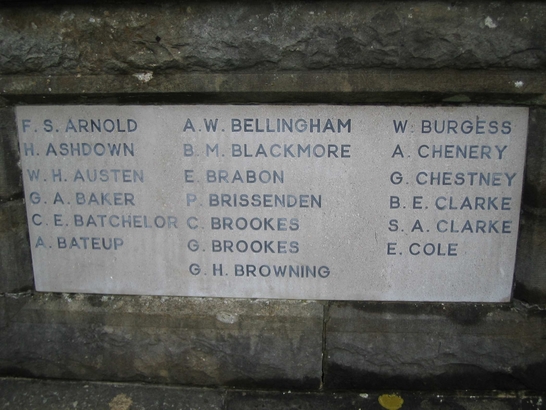 F. S. ARNOLD
H. ASHDOWN
W. H. AUSTEN
G. A. BAKER
C. E. BATCHELOR
A. BATEUP
A. W. BELLINGHAM
B. M. BLACKMORE
E. BRABON
P. BRISSENDEN
C. BROOKES
G. BROOKES
G. H. BROWNING
W. BURGESS
A. CHENERY
G. CHESTNEY
B. E. CLARKE
S. A. CLARKE
E. COLE